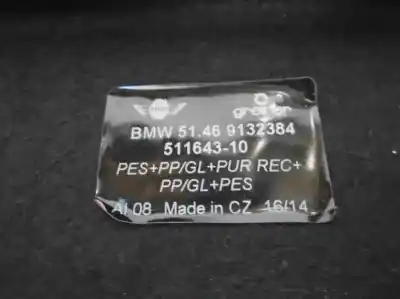 BMW 51.46 9132384
511643-10
PES+PP/GL+PUR REC+
PP/GL+PES
AI 08 Made in CZ 16/14